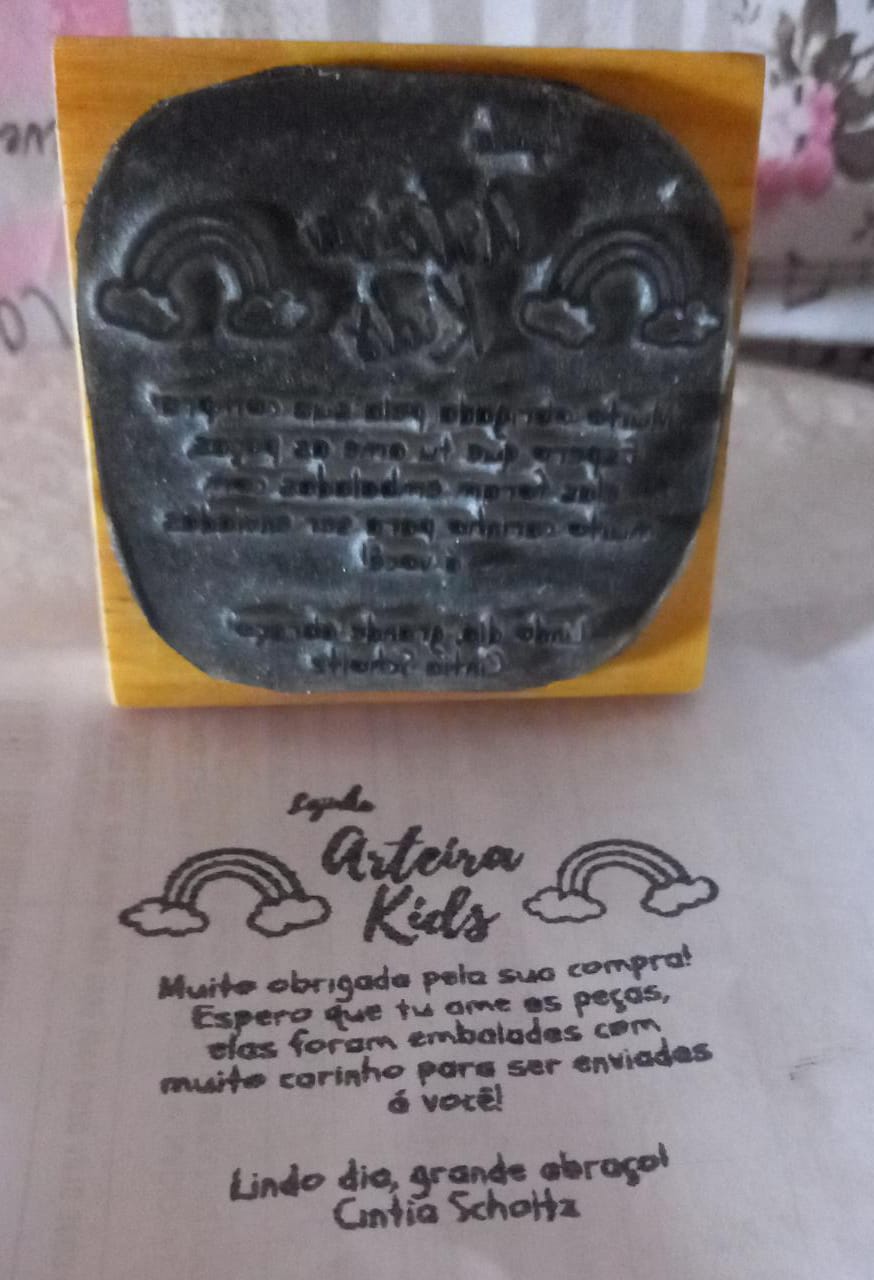 Lojinha
Arteira
Kids
Muito obrigada pela sua compra!
Espero que tu ame as peças,
elas foram embaladas com
muito carinho para ser enviadas
á você!
Lindo dia, grande abraço!
Cintia Scholtz